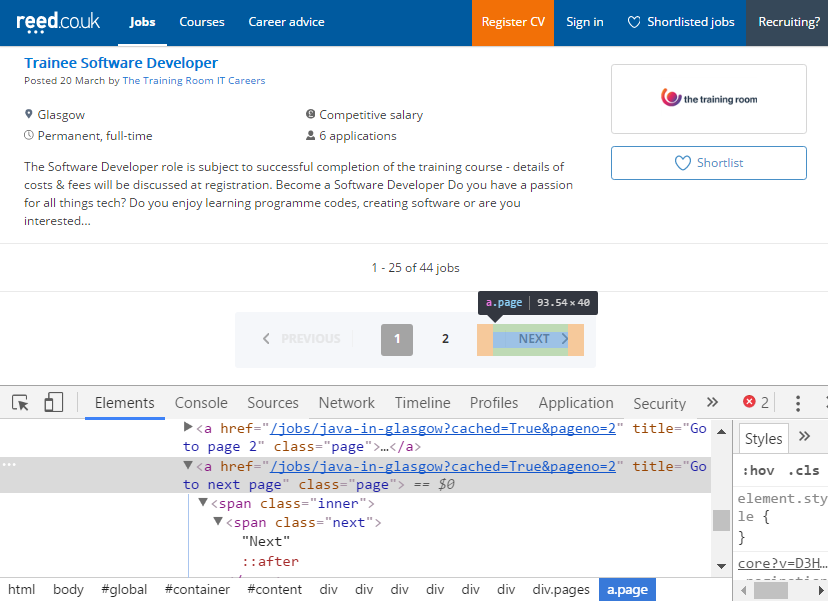 reed.co.uk Jobs Courses Career advice Register CV Sign in Shortlisted jobs Recruiting?
Trainee Software Developer
Posted 20 March by The Training Room IT Careers
the training room
Glasgow Competitive salary
Permanent, full-time 6 applications
Shortlist
The Software Developer role is subject to successful completion of the training course - details of
costs & fees will be discussed at registration. Become a Software Developer Do you have a passion
for all things tech? Do you enjoy learning programme codes, creating software or are you
interested...
1 - 25 of 44 jobs
a.page 93.54 × 40
PREVIOUS 1 2 NEXT
Elements Console Sources Network Timeline Profiles Application Security » 2
<a href="/jobs/java-in-glasgow?cached=True&pageno=2" title="Go
to page 2" class="page">…</a>
<a href="/jobs/java-in-glasgow?cached=True&pageno=2" title="Go
to next page" class="page"> == $0
<span class="inner">
<span class="next">
"Next"
::after
Styles »
:hov .cls
element.sty
le {
}
core?v=D3H…
html body #global #container #content div div div div div div div.pages a.page